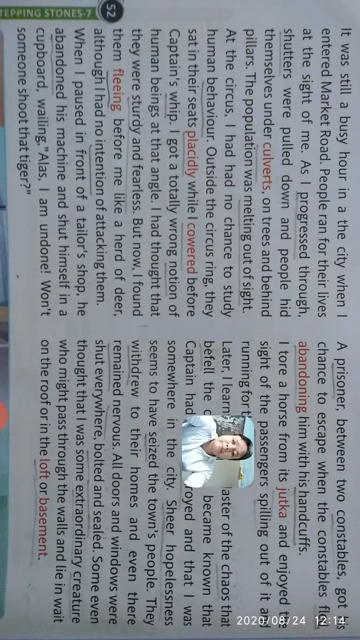 It was still a busy hour in a the city when I
entered Market Road. People ran for their lives
at the sight of me. As I progressed through,
shutters were pulled down and people hid
themselves under culverts, on trees and behind
pillars. The population was melting out of sight.
At the circus, I had had no chance to study
human behaviour. Outside the circus ring, they
sat in their seats placidly while I cowered before
Captain's whip. I got a totally wrong notion of
human beings at that angle. I had thought that
they were sturdy and fearless. But now, I found
them fleeing before me like a herd of deer,
although I had no intention of attacking them.
When I paused in front of a tailor's shop, he
abandoned his machine and shut himself in a
cupboard, wailing, "Alas, I am undone! Won't
someone shoot that tiger?"
A prisoner, between two constables, got his
chance to escape when the constables
abandoning him with his handcuffs.
I tore a horse from its jutka and enjoyed the
sight of the passengers spilling out of it and
running for
Later, I learnt aster of the chaos that
befell the became known that
Captain had royed and that I was
somewhere in the city. Sheer hopelessness
seems to have seized the town's people. They
withdrew to their homes and even there
remained nervous. All doors and windows were
shut everywhere, bolted and sealed. Some even
thought that I was some extraordinary creature
who might pass through the walls and lie in wait
on the roof or in the loft or basement.
52
TEPPING STONES-7
2020/08/24 12:14